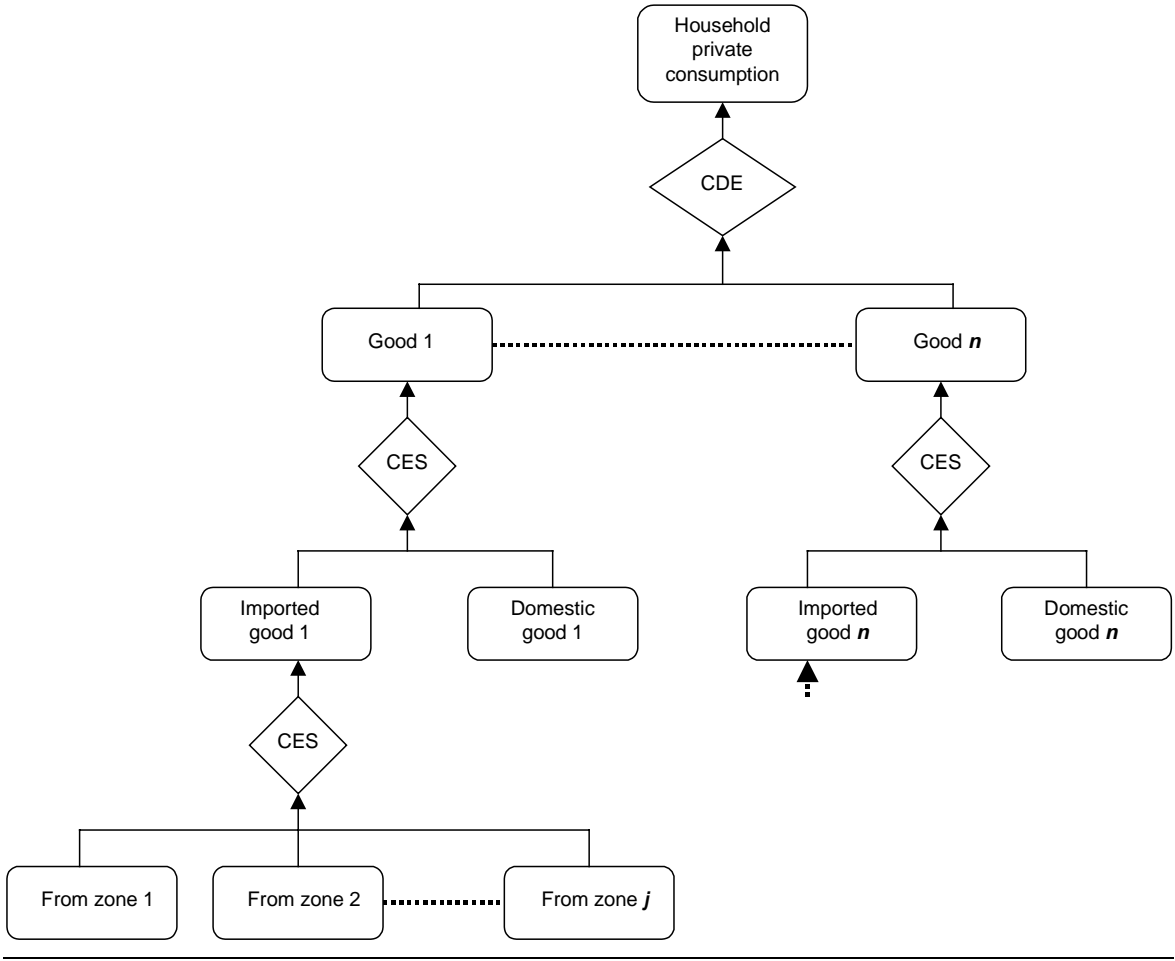 Household
private
consumption
CDE
Good 1
Good n
CES
CES
Imported
good 1
Domestic
good 1
Imported
good n
Domestic
good n
CES
From zone 1
From zone 2
From zone j